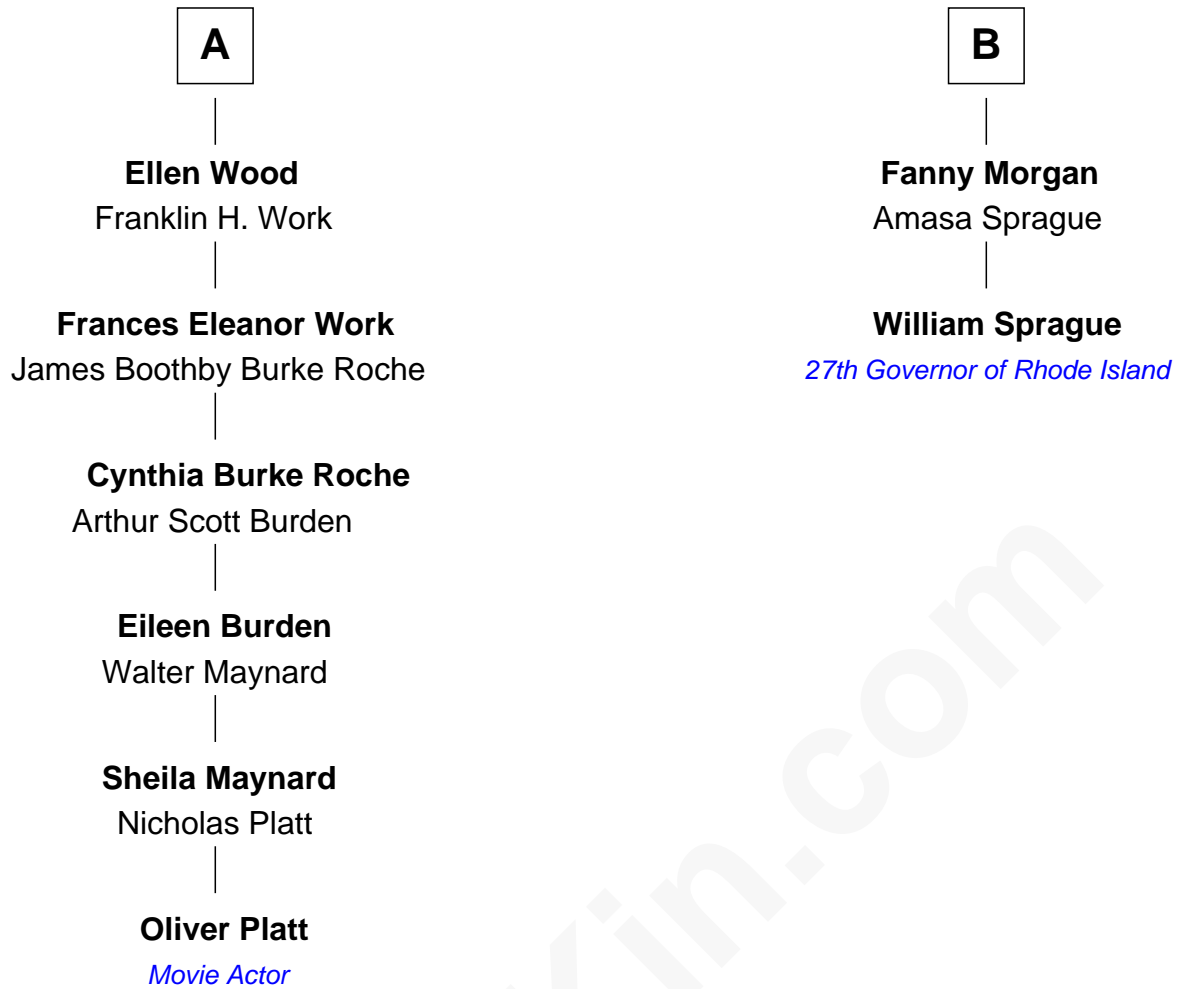 A
Ellen Wood
Franklin H. Work
Frances Eleanor Work
James Boothby Burke Roche
Cynthia Burke Roche
Arthur Scott Burden
Eileen Burden
Walter Maynard
Sheila Maynard
Nicholas Platt
Oliver Platt
Movie Actor
B
Fanny Morgan
Amasa Sprague
William Sprague
27th Governor of Rhode Island
Kin.com